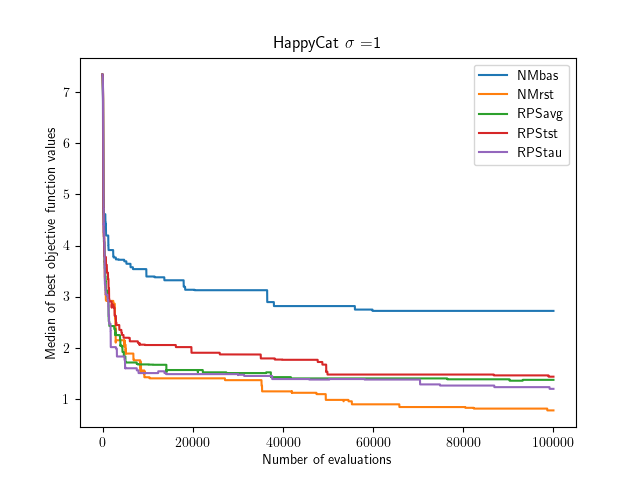 HappyCat σ =1
Median of best objective function values
7
6
5
4
3
2
1
0 20000 40000 60000 80000 100000
Number of evaluations
NMbas
NMrst
RPSavg
RPStst
RPStau